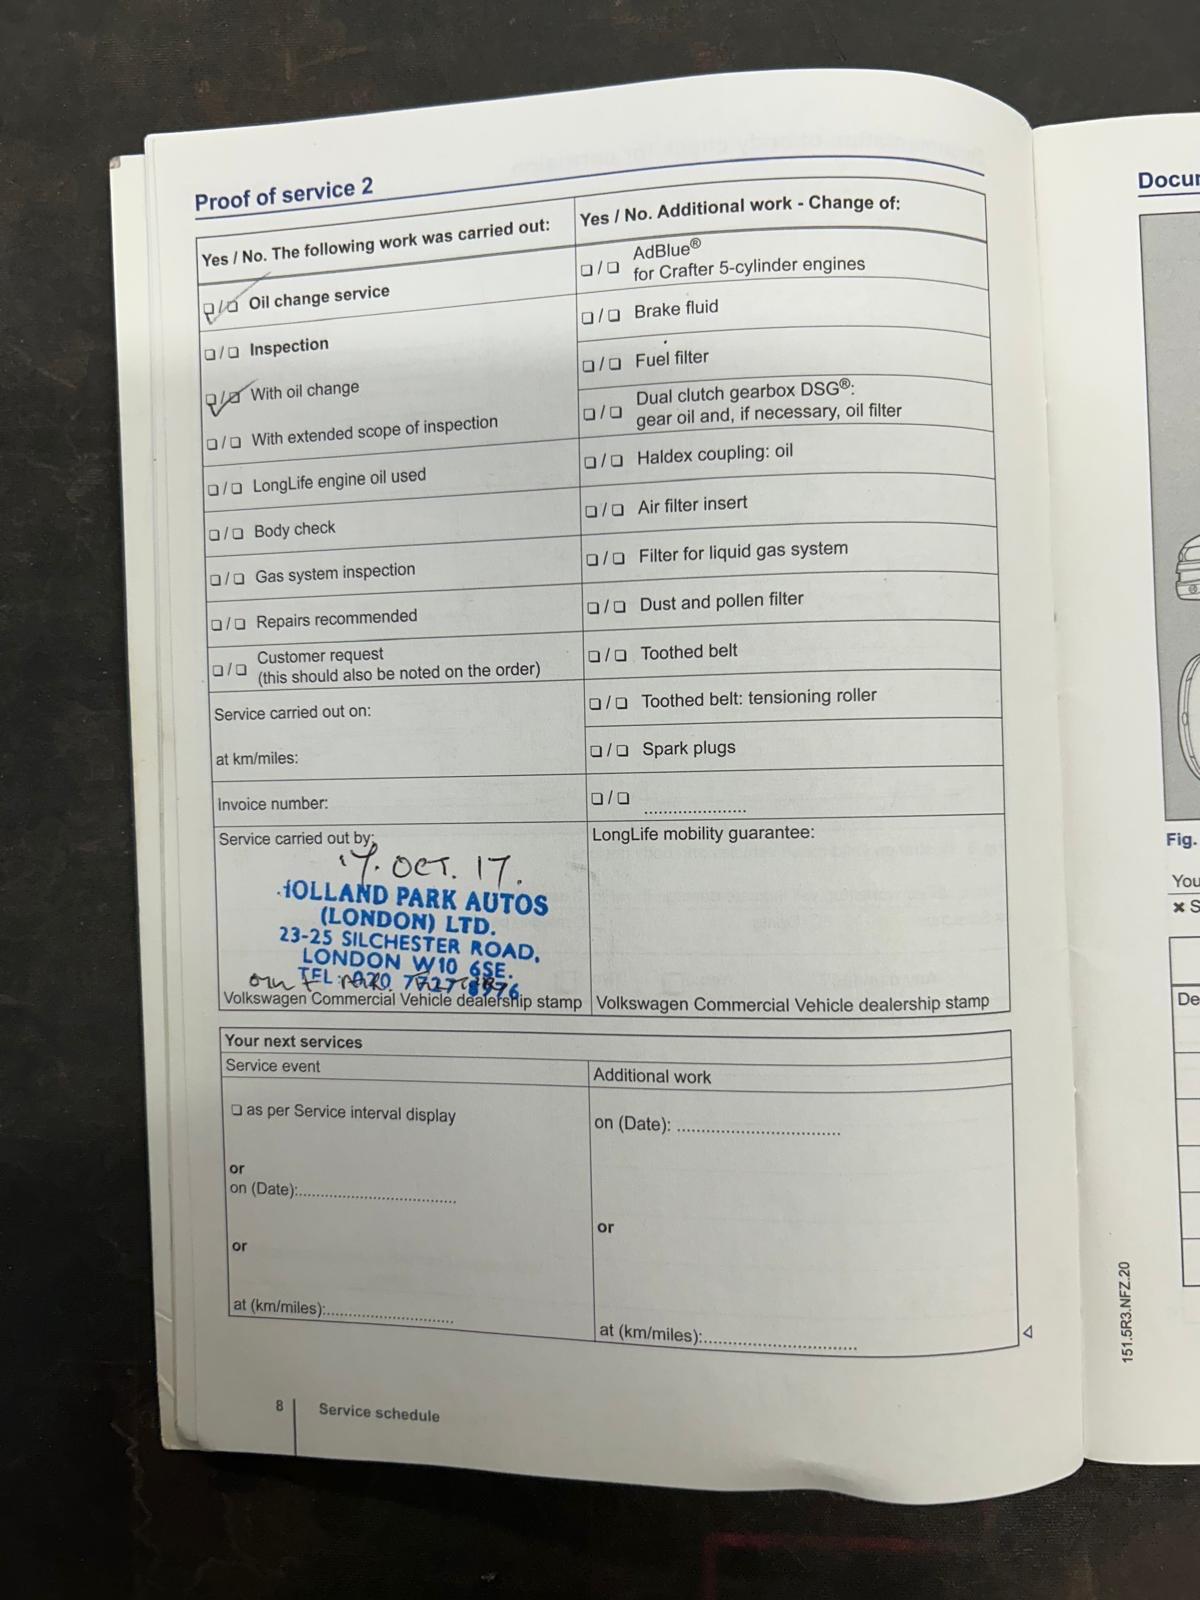 Proof of service 2
Yes / No. The following work was carried out:
❏ / ❏ Oil change service
❏ / ❏ Inspection
❏ / ❏ With oil change
❏ / ❏ With extended scope of inspection
❏ / ❏ LongLife engine oil used
❏ / ❏ Body check
❏ / ❏ Gas system inspection
❏ / ❏ Repairs recommended
❏ / ❏ Customer request
(this should also be noted on the order)
Service carried out on:
at km/miles:
Invoice number:
Service carried out by:
17. OCT. 17.
HOLLAND PARK AUTOS
(LONDON) LTD.
23-25 SILCHESTER ROAD,
LONDON W10 6SE.
TEL: 020 7727 8976
Volkswagen Commercial Vehicle dealership stamp
Yes / No. Additional work - Change of:
❏ / ❏ AdBlue®
for Crafter 5-cylinder engines
❏ / ❏ Brake fluid
❏ / ❏ Fuel filter
❏ / ❏ Dual clutch gearbox DSG®:
gear oil and, if necessary, oil filter
❏ / ❏ Haldex coupling: oil
❏ / ❏ Air filter insert
❏ / ❏ Filter for liquid gas system
❏ / ❏ Dust and pollen filter
❏ / ❏ Toothed belt
❏ / ❏ Toothed belt: tensioning roller
❏ / ❏ Spark plugs
❏ / ❏ .....................
LongLife mobility guarantee:
Volkswagen Commercial Vehicle dealership stamp
Your next services
Service event
❏ as per Service interval display
or
on (Date):................................
or
at (km/miles):..........................
Additional work
on (Date): .................................
or
at (km/miles):...............................
8
Service schedule
151.5R3.NFZ.20
Docu
Fig.
You
✖ S
De